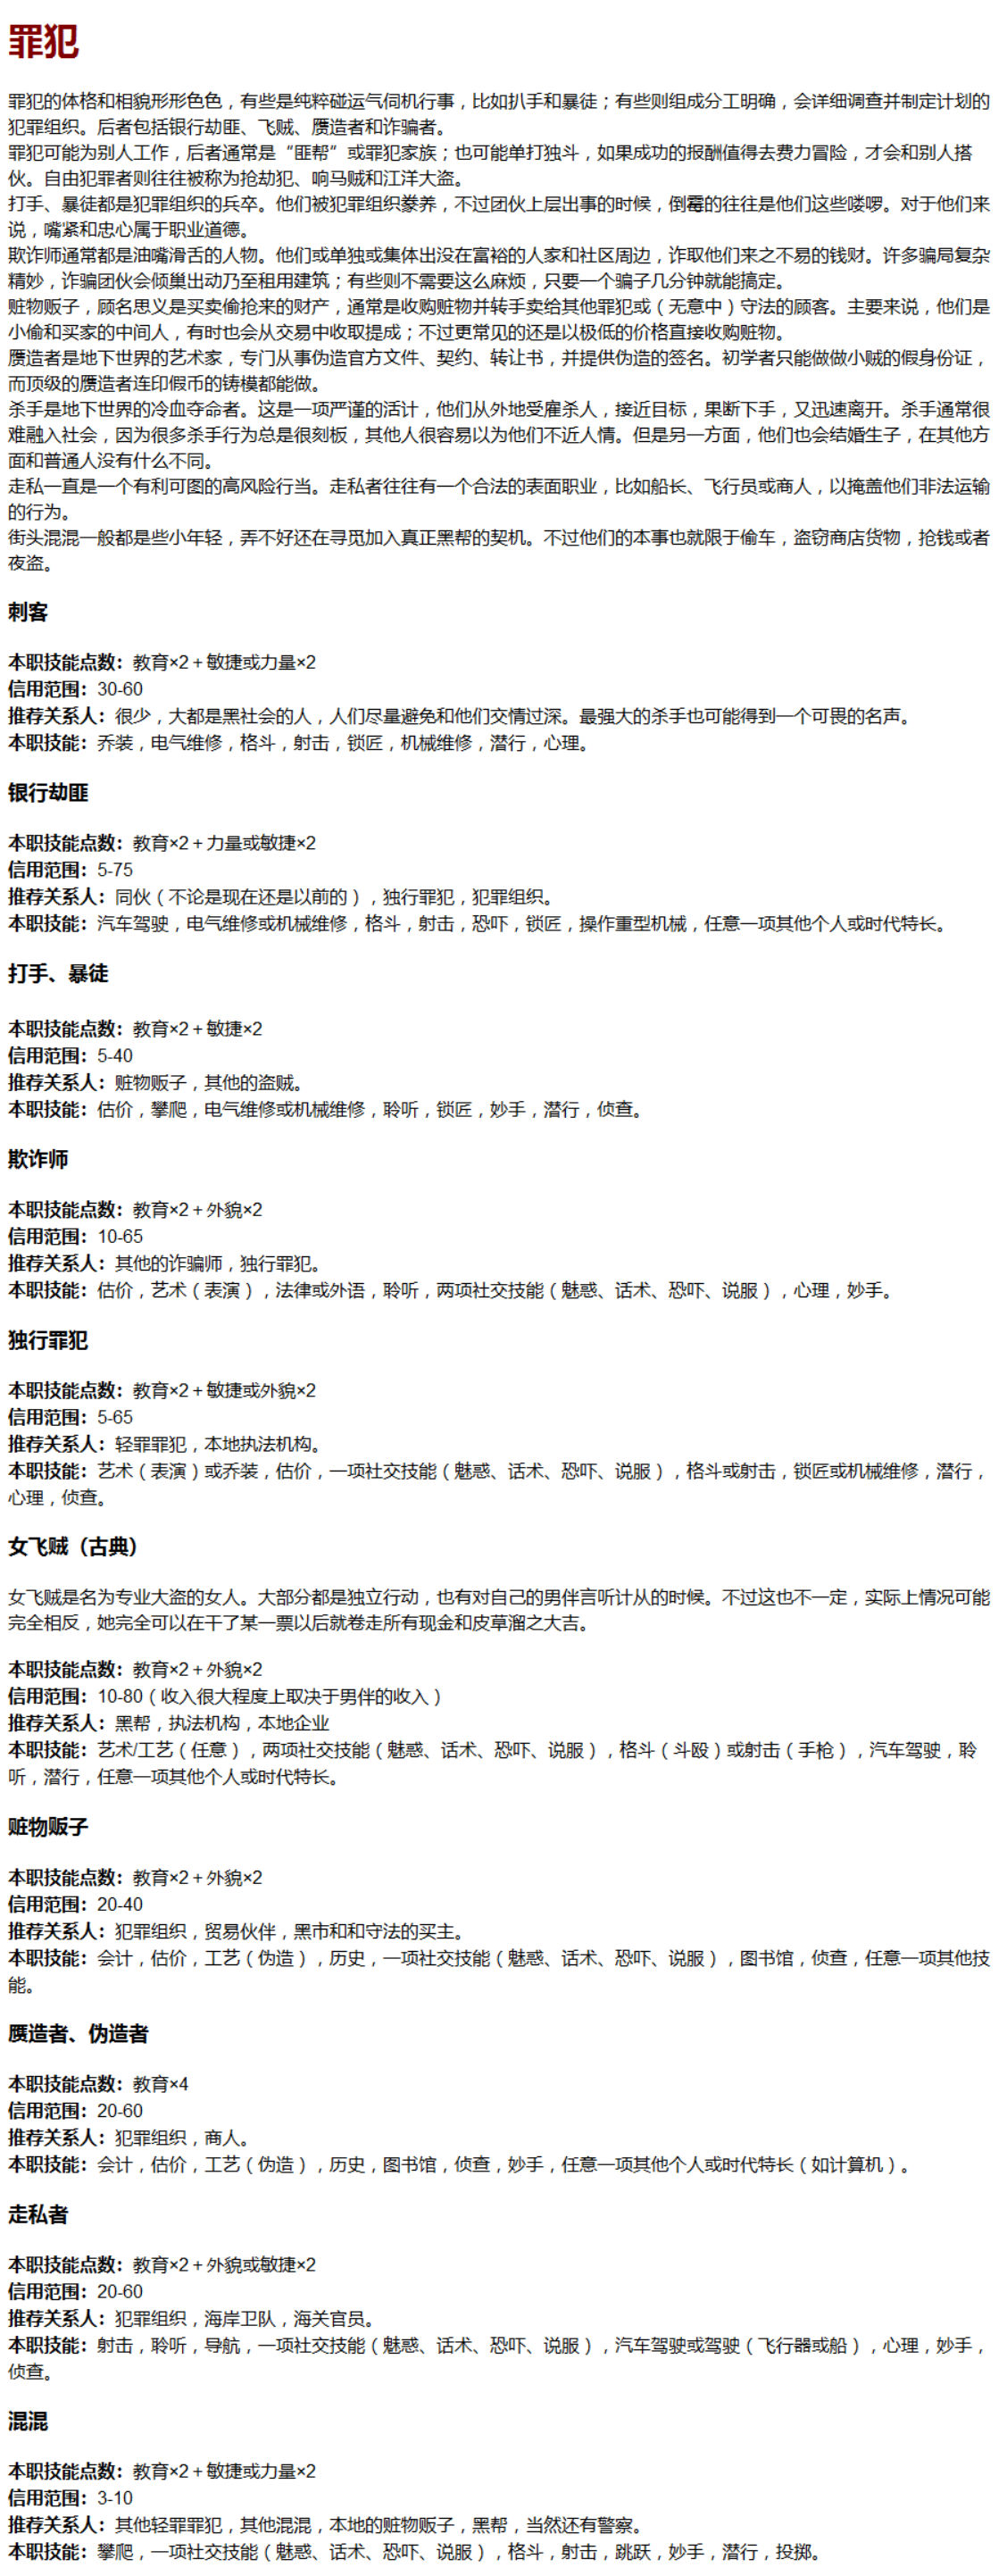 罪犯
罪犯的体格和相貌形形色色，有些是纯粹碰运气伺机行事，比如扒手和暴徒；有些则组成分工明确，会详细调查并制定计划的
犯罪组织。后者包括银行劫匪、飞贼、赝造者和诈骗者。
罪犯可能为别人工作，后者通常是“匪帮”或罪犯家族；也可能单打独斗，如果成功的报酬值得去费力冒险，才会和别人搭
伙。自由犯罪者则往往被称为抢劫犯、响马贼和江洋大盗。
打手、暴徒都是犯罪组织的兵卒。他们被犯罪组织豢养，不过团伙上层出事的时候，倒霉的往往是他们这些喽啰。对于他们来
说，嘴紧和忠心属于职业道德。
欺诈师通常都是油嘴滑舌的人物。他们或单独或集体出没在富裕的人家和社区周边，诈取他们来之不易的钱财。许多骗局复杂
精妙，诈骗团伙会倾巢出动乃至租用建筑；有些则不需要这么麻烦，只要一个骗子几分钟就能搞定。
赃物贩子，顾名思义是买卖偷抢来的财产，通常是收购赃物并转手卖给其他罪犯或（无意中）守法的顾客。主要来说，他们是
小偷和买家的中间人，有时也会从交易中收取提成；不过更常见的还是以极低的价格直接收购赃物。
赝造者是地下世界的艺术家，专门从事伪造官方文件、契约、转让书，并提供伪造的签名。初学者只能做做小贼的假身份证，
而顶级的赝造者连印假币的铸模都能做。
杀手是地下世界的冷血夺命者。这是一项严谨的活计，他们从外地受雇杀人，接近目标，果断下手，又迅速离开。杀手通常很
难融入社会，因为很多杀手行为总是很刻板，其他人很容易以为他们不近人情。但是另一方面，他们也会结婚生子，在其他方
面和普通人没有什么不同。
走私一直是一个有利可图的高风险行当。走私者往往有一个合法的表面职业，比如船长、飞行员或商人，以掩盖他们非法运输
的行为。
街头混混一般都是些小年轻，弄不好还在寻觅加入真正黑帮的契机。不过他们的本事也就限于偷车，盗窃商店货物，抢钱或者
夜盗。
刺客
本职技能点数：教育×2＋敏捷或力量×2
信用范围：30-60
推荐关系人：很少，大都是黑社会的人，人们尽量避免和他们交情过深。最强大的杀手也可能得到一个可畏的名声。
本职技能：乔装，电气维修，格斗，射击，锁匠，机械维修，潜行，心理。
银行劫匪
本职技能点数：教育×2＋力量或敏捷×2
信用范围：5-75
推荐关系人：同伙（不论是现在还是以前的），独行罪犯，犯罪组织。
本职技能：汽车驾驶，电气维修或机械维修，格斗，射击，恐吓，锁匠，操作重型机械，任意一项其他个人或时代特长。
打手、暴徒
本职技能点数：教育×2＋敏捷×2
信用范围：5-40
推荐关系人：赃物贩子，其他的盗贼。
本职技能：估价，攀爬，电气维修或机械维修，聆听，锁匠，妙手，潜行，侦查。
欺诈师
本职技能点数：教育×2＋外貌×2
信用范围：10-65
推荐关系人：其他的诈骗师，独行罪犯。
本职技能：估价，艺术（表演），法律或外语，聆听，两项社交技能（魅惑、话术、恐吓、说服），心理，妙手。
独行罪犯
本职技能点数：教育×2＋敏捷或外貌×2
信用范围：5-65
推荐关系人：轻罪罪犯，本地执法机构。
本职技能：艺术（表演）或乔装，估价，一项社交技能（魅惑、话术、恐吓、说服），格斗或射击，锁匠或机械维修，潜行，
心理，侦查。
女飞贼（古典）
女飞贼是名为专业大盗的女人。大部分都是独立行动，也有对自己的男伴言听计从的时候。不过这也不一定，实际上情况可能
完全相反，她完全可以在干了某一票以后就卷走所有现金和皮草溜之大吉。
本职技能点数：教育×2＋外貌×2
信用范围：10-80（收入很大程度上取决于男伴的收入）
推荐关系人：黑帮，执法机构，本地企业
本职技能：艺术/工艺（任意），两项社交技能（魅惑、话术、恐吓、说服），格斗（斗殴）或射击（手枪），汽车驾驶，聆
听，潜行，任意一项其他个人或时代特长。
赃物贩子
本职技能点数：教育×2＋外貌×2
信用范围：20-40
推荐关系人：犯罪组织，贸易伙伴，黑市和和守法的买主。
本职技能：会计，估价，工艺（伪造），历史，一项社交技能（魅惑、话术、恐吓、说服），图书馆，侦查，任意一项其他技
能。
赝造者、伪造者
本职技能点数：教育×4
信用范围：20-60
推荐关系人：犯罪组织，商人。
本职技能：会计，估价，工艺（伪造），历史，图书馆，侦查，妙手，任意一项其他个人或时代特长（如计算机）。
走私者
本职技能点数：教育×2＋外貌或敏捷×2
信用范围：20-60
推荐关系人：犯罪组织，海岸卫队，海关官员。
本职技能：射击，聆听，导航，一项社交技能（魅惑、话术、恐吓、说服），汽车驾驶或驾驶（飞行器或船），心理，妙手，
侦查。
混混
本职技能点数：教育×2＋敏捷或力量×2
信用范围：3-10
推荐关系人：其他轻罪罪犯，其他混混，本地的赃物贩子，黑帮，当然还有警察。
本职技能：攀爬，一项社交技能（魅惑、话术、恐吓、说服），格斗，射击，跳跃，妙手，潜行，投掷。